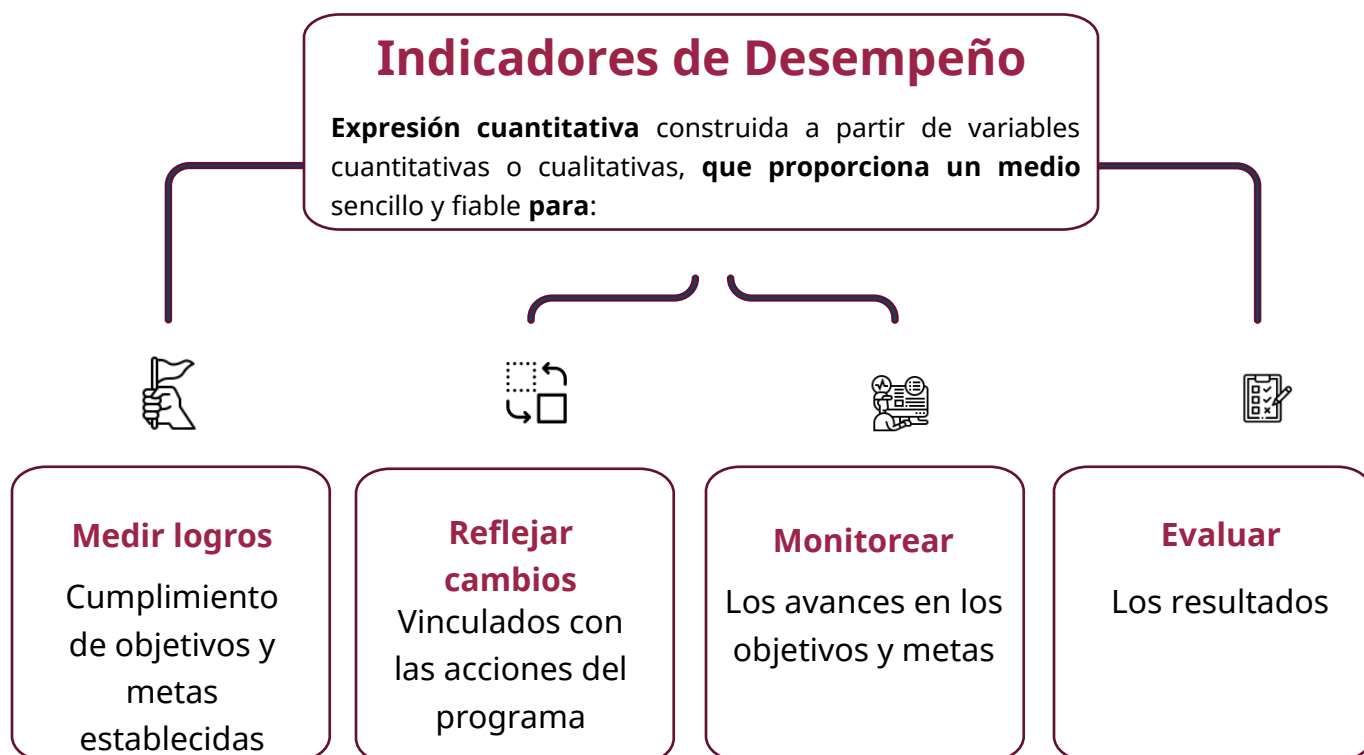 Indicadores de Desempeño
Expresión cuantitativa construida a partir de variables
cuantitativas o cualitativas, que proporciona un medio
sencillo y fiable para:
Medir logros
Cumplimiento
de objetivos y
metas
establecidas
Reflejar
cambios
Vinculados con
las acciones del
programa
Monitorear
Los avances en los
objetivos y metas
Evaluar
Los resultados